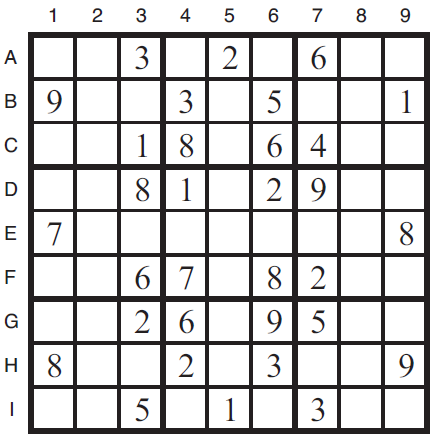 1 2 3 4 5 6 7 8 9
A 3 2 6
B 9 3 5 1
C 1 8 6 4
D 8 1 2 9
E 7 8
F 6 7 8 2
G 2 6 9 5
H 8 2 3 9
I 5 1 3